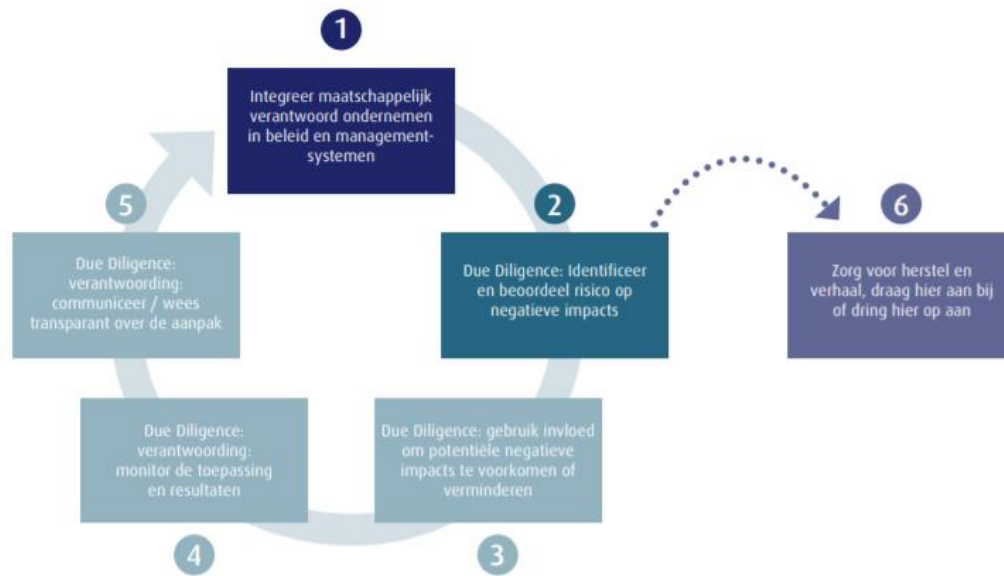 1
Integreer maatschappelijk
verantwoord ondernemen
in beleid en management-
systemen
2
Due Diligence: Identificeer
en beoordeel risico op
negatieve impacts
3
Due Diligence: gebruik invloed
om potentiële negatieve
impacts te voorkomen of
verminderen
4
Due Diligence:
verantwoording:
monitor de toepassing
en resultaten
5
Due Diligence:
verantwoording:
communiceer / wees
transparant over de aanpak
6
Zorg voor herstel en
verhaal, draag hier aan bij
of dring hier op aan